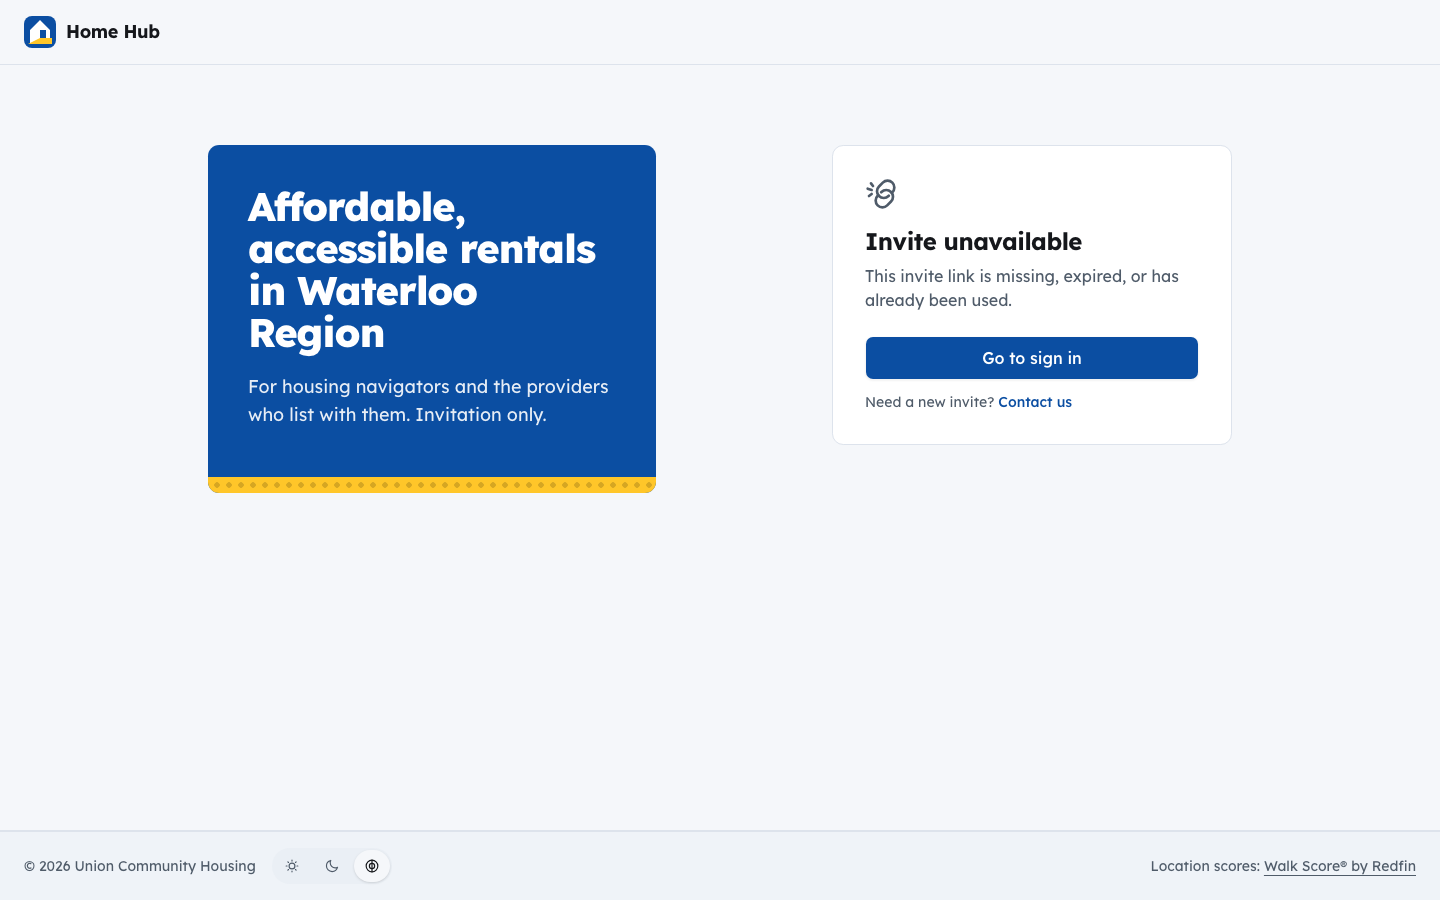 Home Hub
Affordable,
accessible rentals
in Waterloo
Region
For housing navigators and the providers
who list with them. Invitation only.
Invite unavailable
This invite link is missing, expired, or has
already been used.
Go to sign in
Need a new invite? Contact us
© 2026 Union Community Housing
Location scores: Walk Score® by Redfin